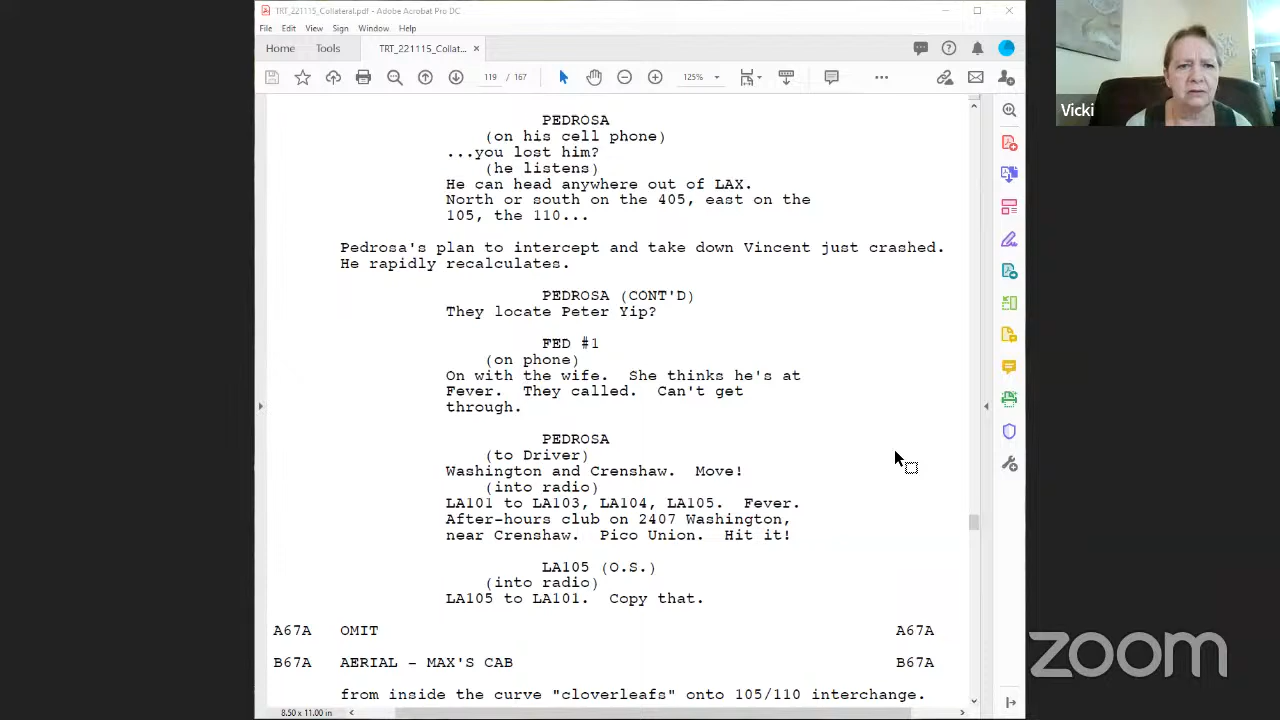 TRT_221115_Collateral.pdf - Adobe Acrobat Pro DC
File Edit View Sign Window Help
Home Tools TRT_221115_Collat... ×
119 / 167 125%
PEDROSA
(on his cell phone)
...you lost him?
(he listens)
He can head anywhere out of LAX.
North or south on the 405, east on the
105, the 110...
Pedrosa's plan to intercept and take down Vincent just crashed.
He rapidly recalculates.
PEDROSA (CONT'D)
They locate Peter Yip?
FED #1
(on phone)
On with the wife. She thinks he's at
Fever. They called. Can't get
through.
PEDROSA
(to Driver)
Washington and Crenshaw. Move!
(into radio)
LA101 to LA103, LA104, LA105. Fever.
After-hours club on 2407 Washington,
near Crenshaw. Pico Union. Hit it!
LA105 (O.S.)
(into radio)
LA105 to LA101. Copy that.
A67A OMIT A67A
B67A AERIAL - MAX'S CAB B67A
from inside the curve "cloverleafs" onto 105/110 interchange.
8.50 x 11.00 in
Vicki
zoom